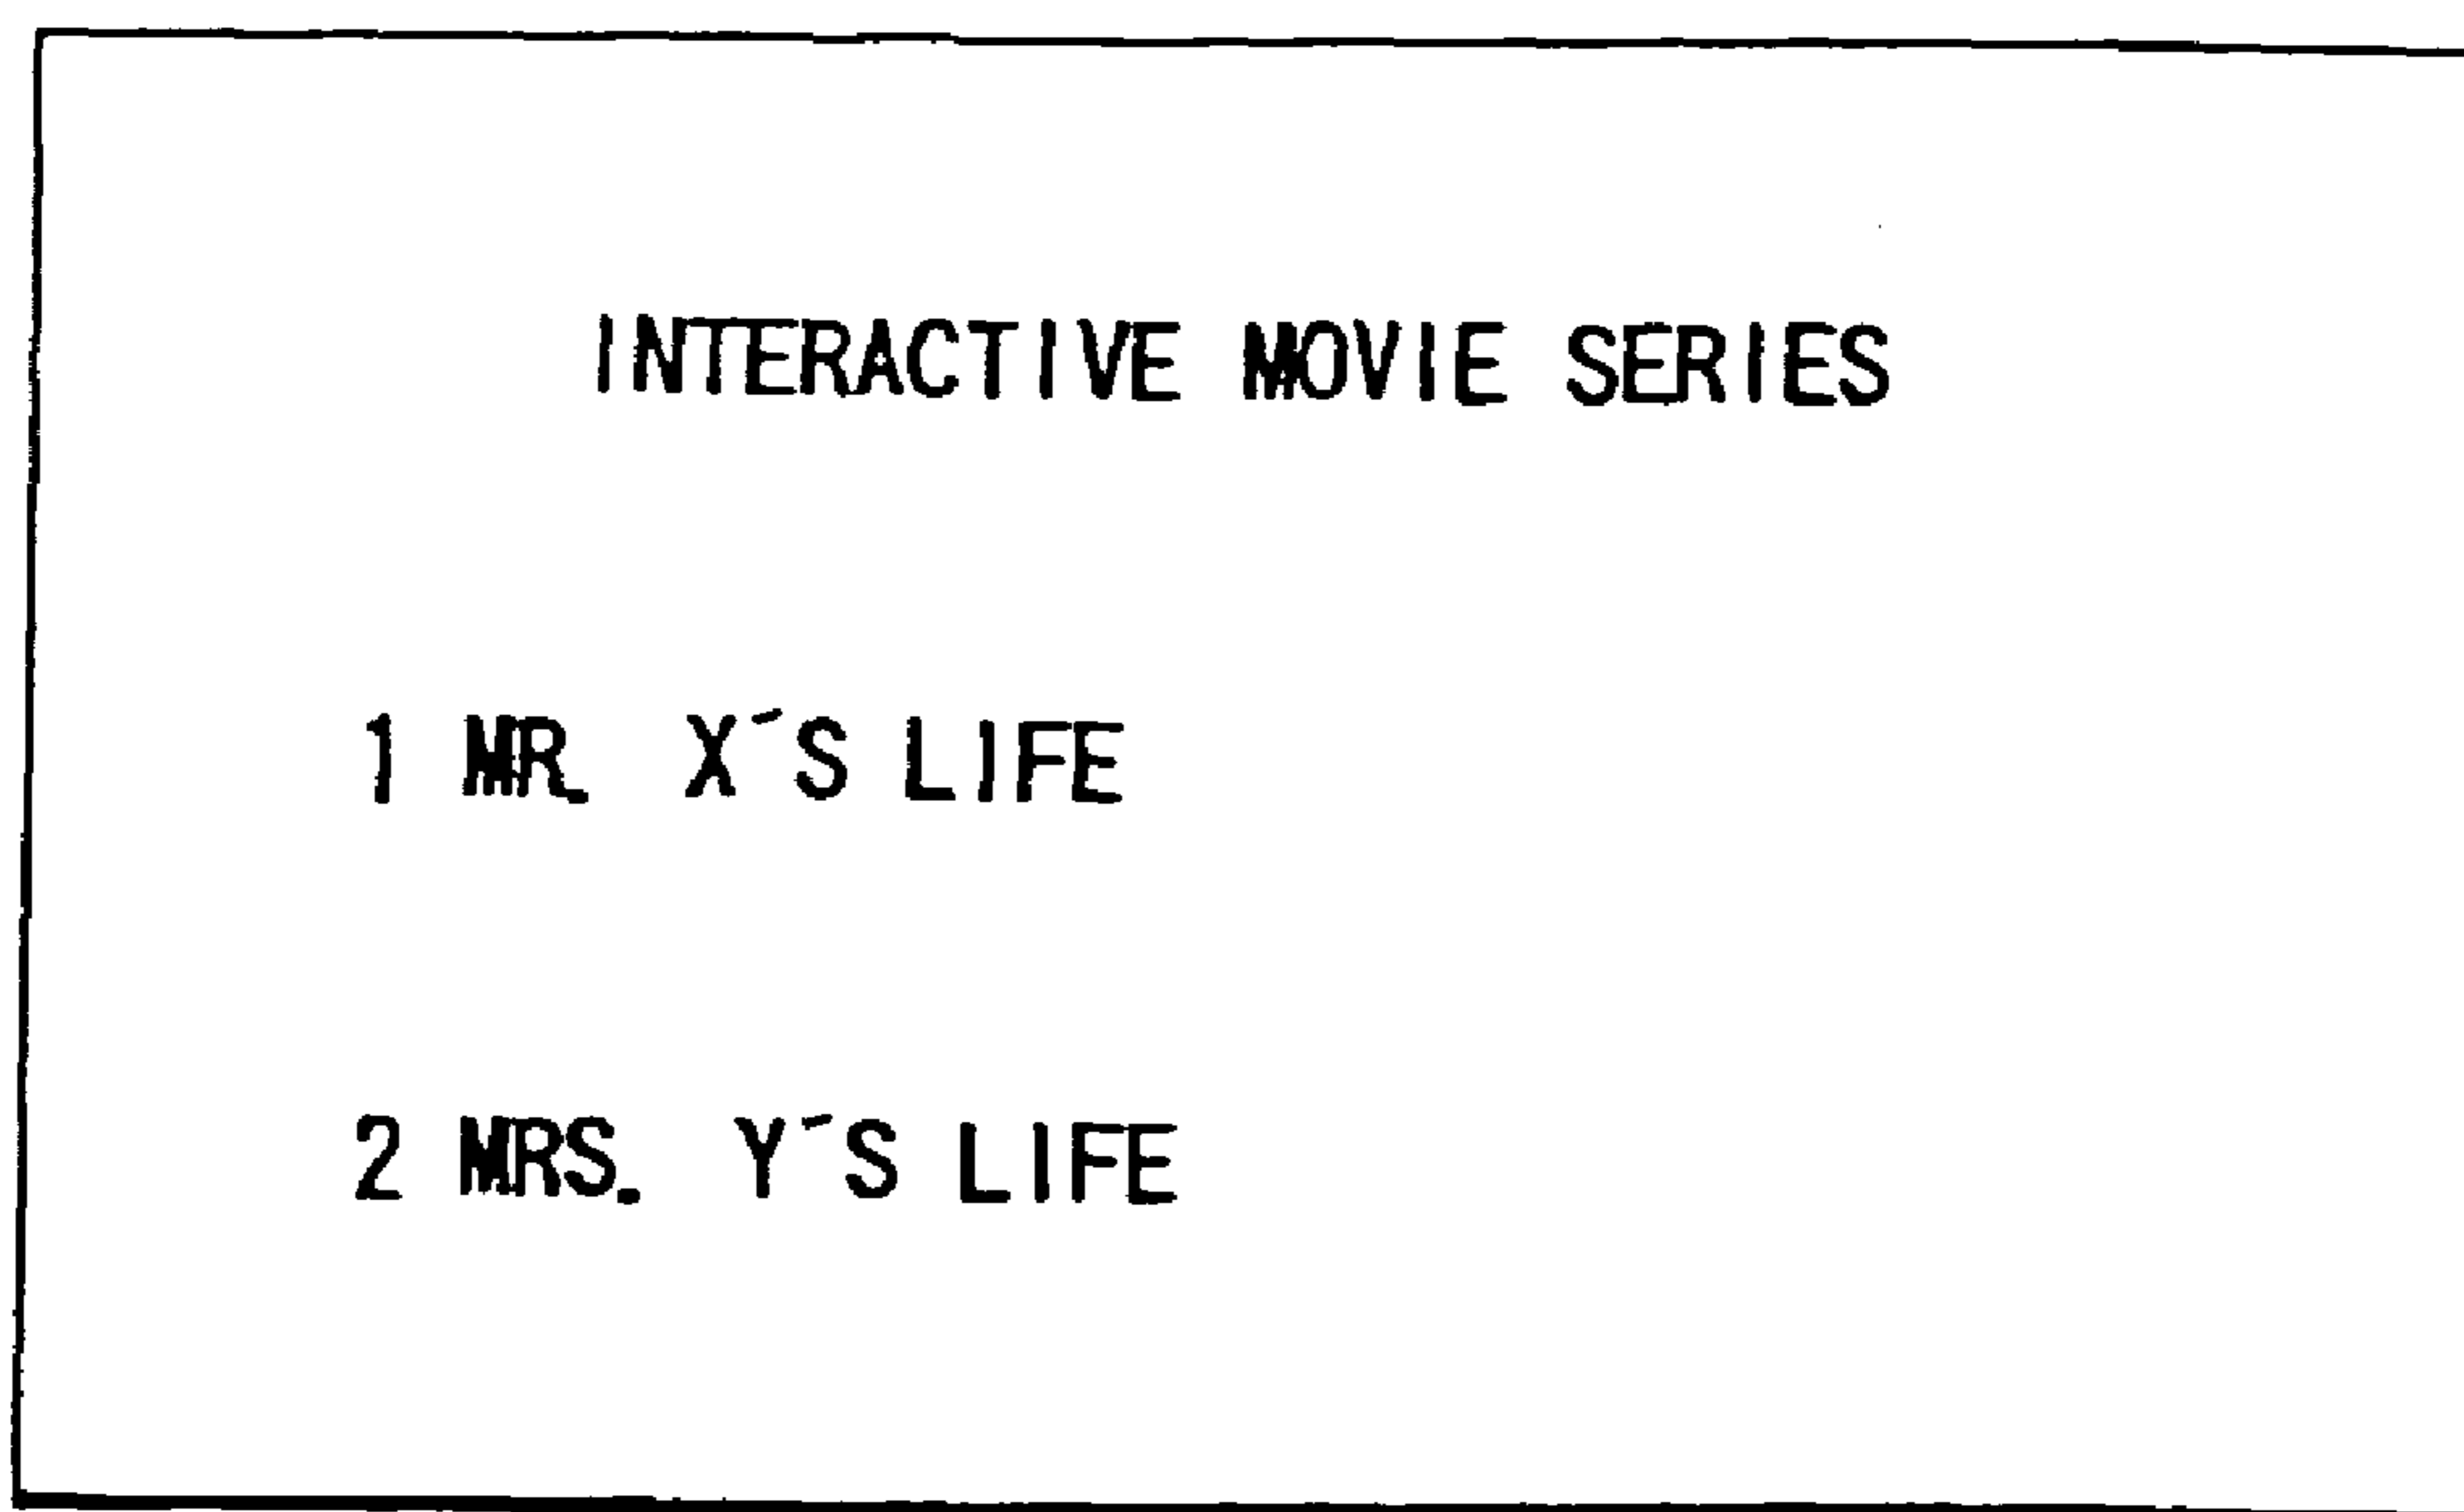 INTERACTIVE MOVIE SERIES
1 MR. X´S LIFE
2 MRS. Y´S LIFE